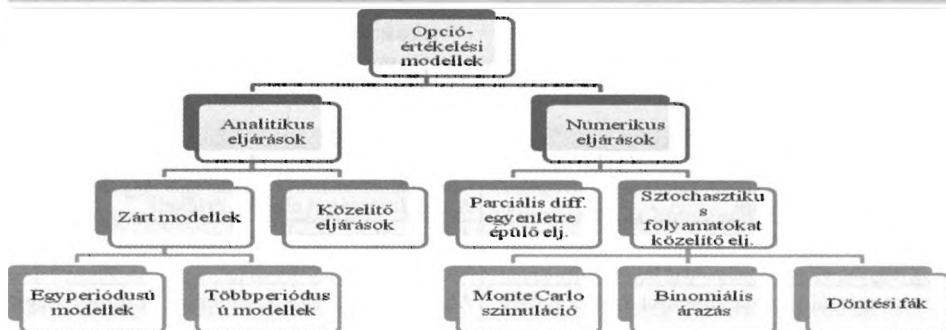 Opció-
értékelési
modellek
Analitikus
eljárások
Numerikus
eljárások
Zárt modellek
Közelítő
eljárások
Parciális diff.
egyenletre
épülő elj.
Sztochasztiku
s
folyamatokat
közelítő elj.
Egyperiódusú
modellek
Többperiódus
ú modellek
Monte Carlo
szimuláció
Binomiális
árazás
Döntési fák